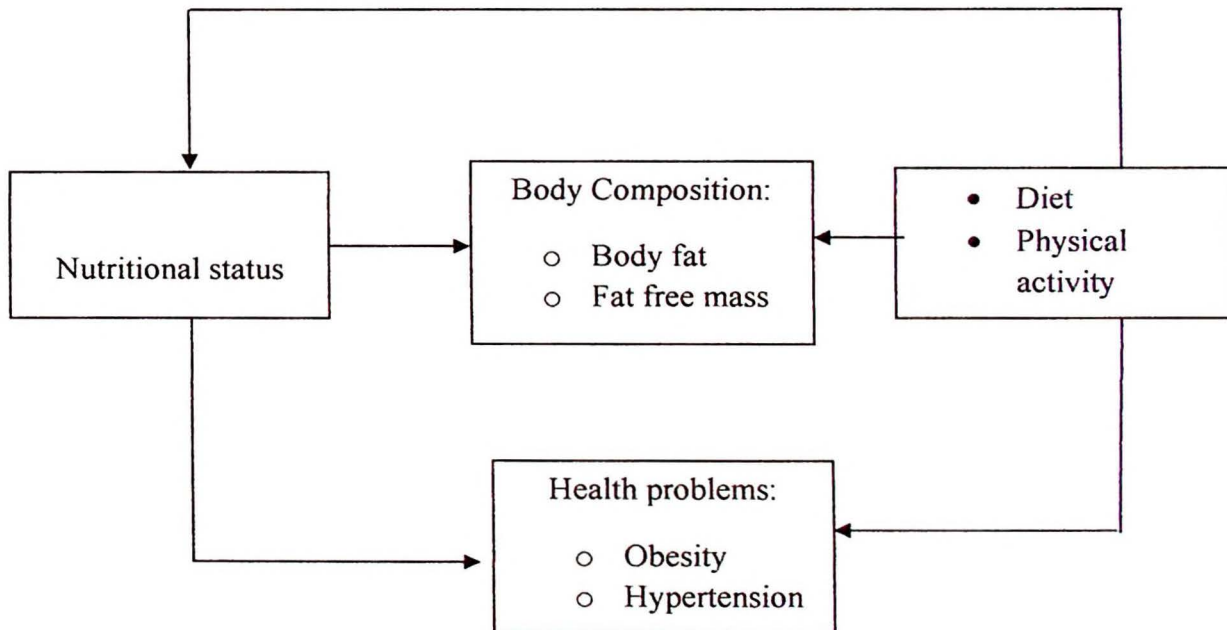 Nutritional status
Body Composition:
○ Body fat
○ Fat free mass
• Diet
• Physical
activity
Health problems:
○ Obesity
○ Hypertension